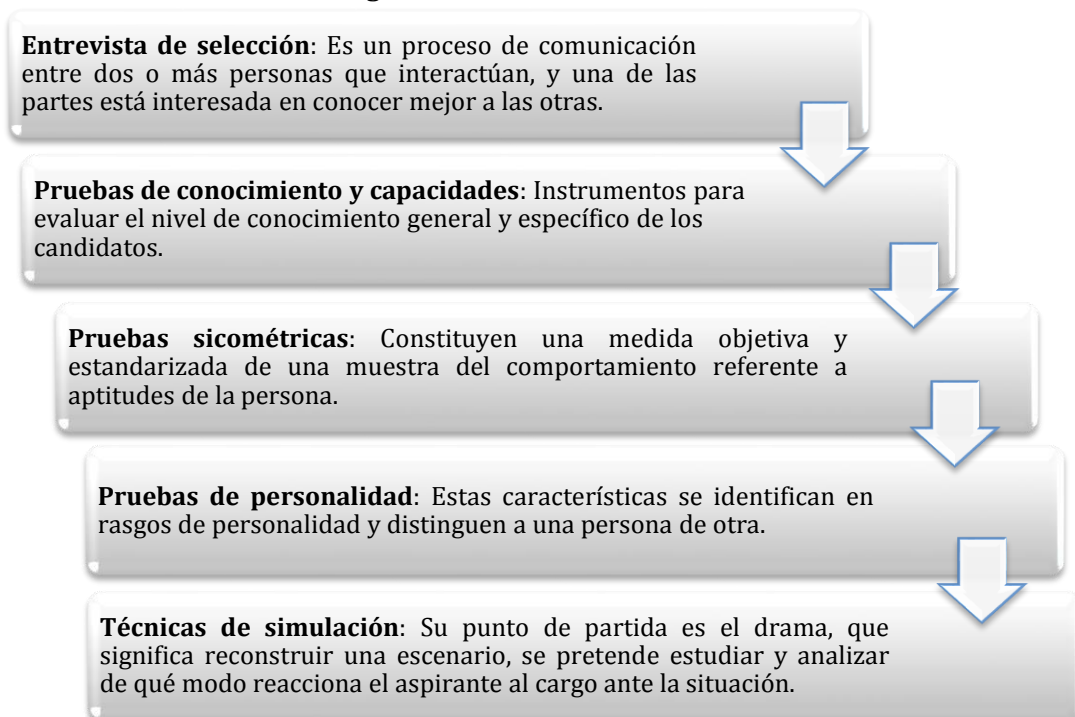 Entrevista de selección: Es un proceso de comunicación
entre dos o más personas que interactúan, y una de las
partes está interesada en conocer mejor a las otras.
Pruebas de conocimiento y capacidades: Instrumentos para
evaluar el nivel de conocimiento general y específico de los
candidatos.
Pruebas sicométricas: Constituyen una medida objetiva y
estandarizada de una muestra del comportamiento referente a
aptitudes de la persona.
Pruebas de personalidad: Estas características se identifican en
rasgos de personalidad y distinguen a una persona de otra.
Técnicas de simulación: Su punto de partida es el drama, que
significa reconstruir una escenario, se pretende estudiar y analizar
de qué modo reacciona el aspirante al cargo ante la situación.